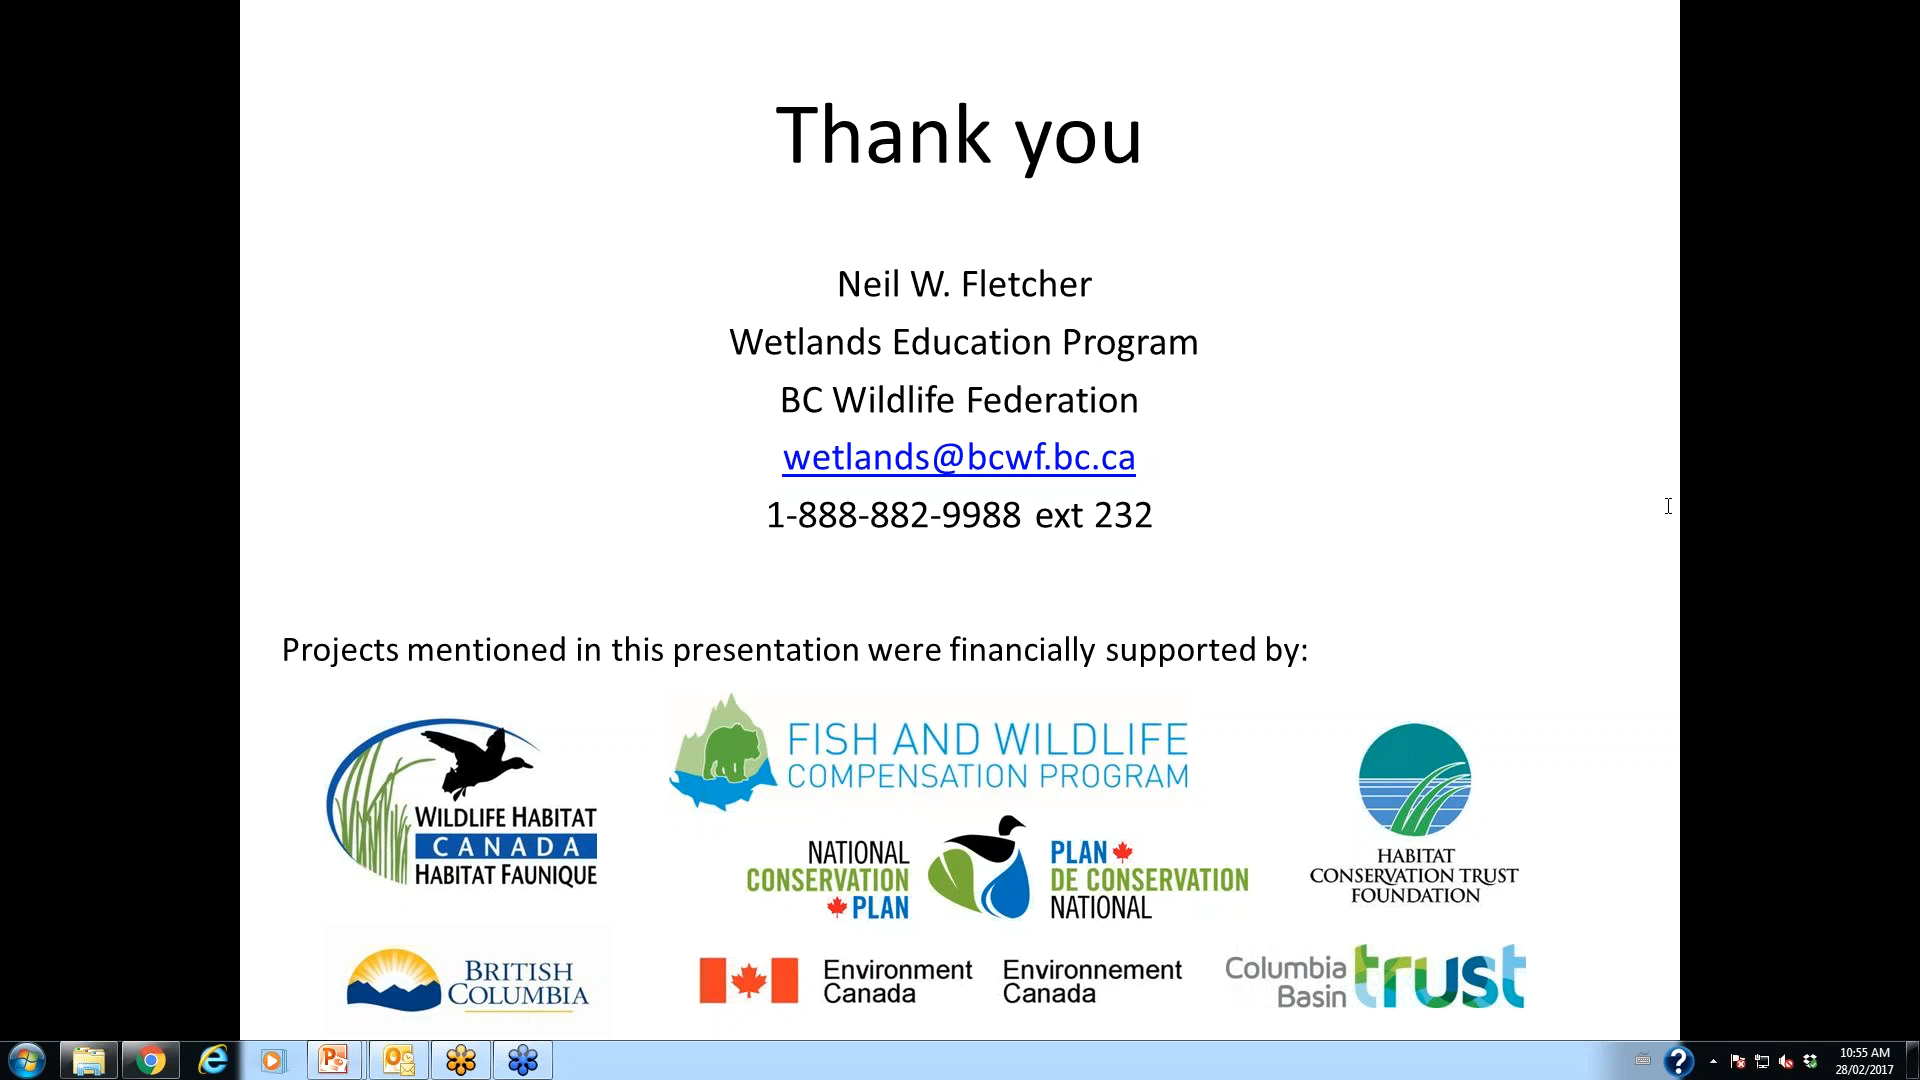 Thank you
Neil W. Fletcher
Wetlands Education Program
BC Wildlife Federation
wetlands@bcwf.bc.ca
1-888-882-9988 ext 232
Projects mentioned in this presentation were financially supported by:
WILDLIFE HABITAT
CANADA
HABITAT FAUNIQUE
FISH AND WILDLIFE
COMPENSATION PROGRAM
NATIONAL
CONSERVATION
PLAN
PLAN
DE CONSERVATION
NATIONAL
HABITAT
CONSERVATION TRUST
FOUNDATION
BRITISH
COLUMBIA
Environment
Canada
Environnement
Canada
Columbia
Basin
trust
10:55 AM
28/02/2017